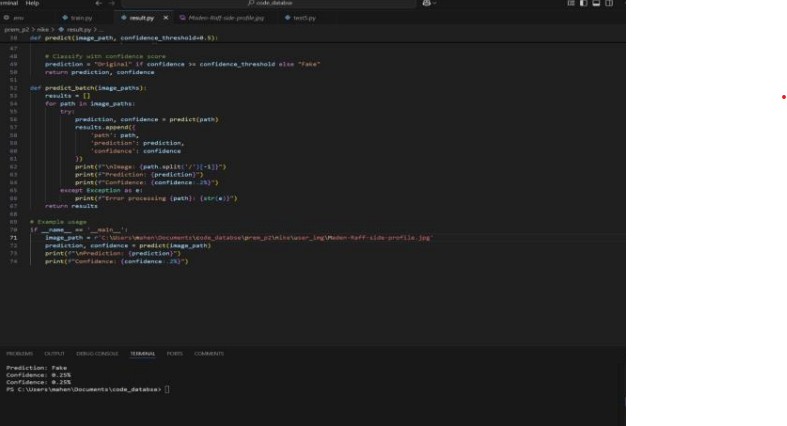 Terminal Help
code_databse
.env
train.py
result.py
Maden-Raff-side-profile.jpg
test5.py
prem_p2 > nike > result.py > ...
36 def predict(image_path, confidence_threshold=0.5):
47
48 # Classify with confidence score
49 prediction = "Original" if confidence >= confidence_threshold else "Fake"
50 return prediction, confidence
51
52 def predict_batch(image_paths):
53 results = []
54 for path in image_paths:
55 try:
56 prediction, confidence = predict(path)
57 results.append({
58 'path': path,
59 'prediction': prediction,
60 'confidence': confidence
61 })
62 print(f"\nImage: {path.split('/')[-1]}")
63 print(f"Prediction: {prediction}")
64 print(f"Confidence: {confidence:.2%}")
65 except Exception as e:
66 print(f"Error processing {path}: {str(e)}")
67 return results
68
69 # Example usage
70 if __name__ == '__main__':
71 image_path = r'C:\Users\mahen\Documents\code_databse\prem_p2\nike\user_img\Maden-Raff-side-profile.jpg'
72 prediction, confidence = predict(image_path)
73 print(f"\nPrediction: {prediction}")
74 print(f"Confidence: {confidence:.2%}")
PROBLEMS OUTPUT DEBUG CONSOLE TERMINAL PORTS COMMENTS
Prediction: Fake
Confidence: 0.25%
Confidence: 0.25%
PS C:\Users\mahen\Documents\code_databse>